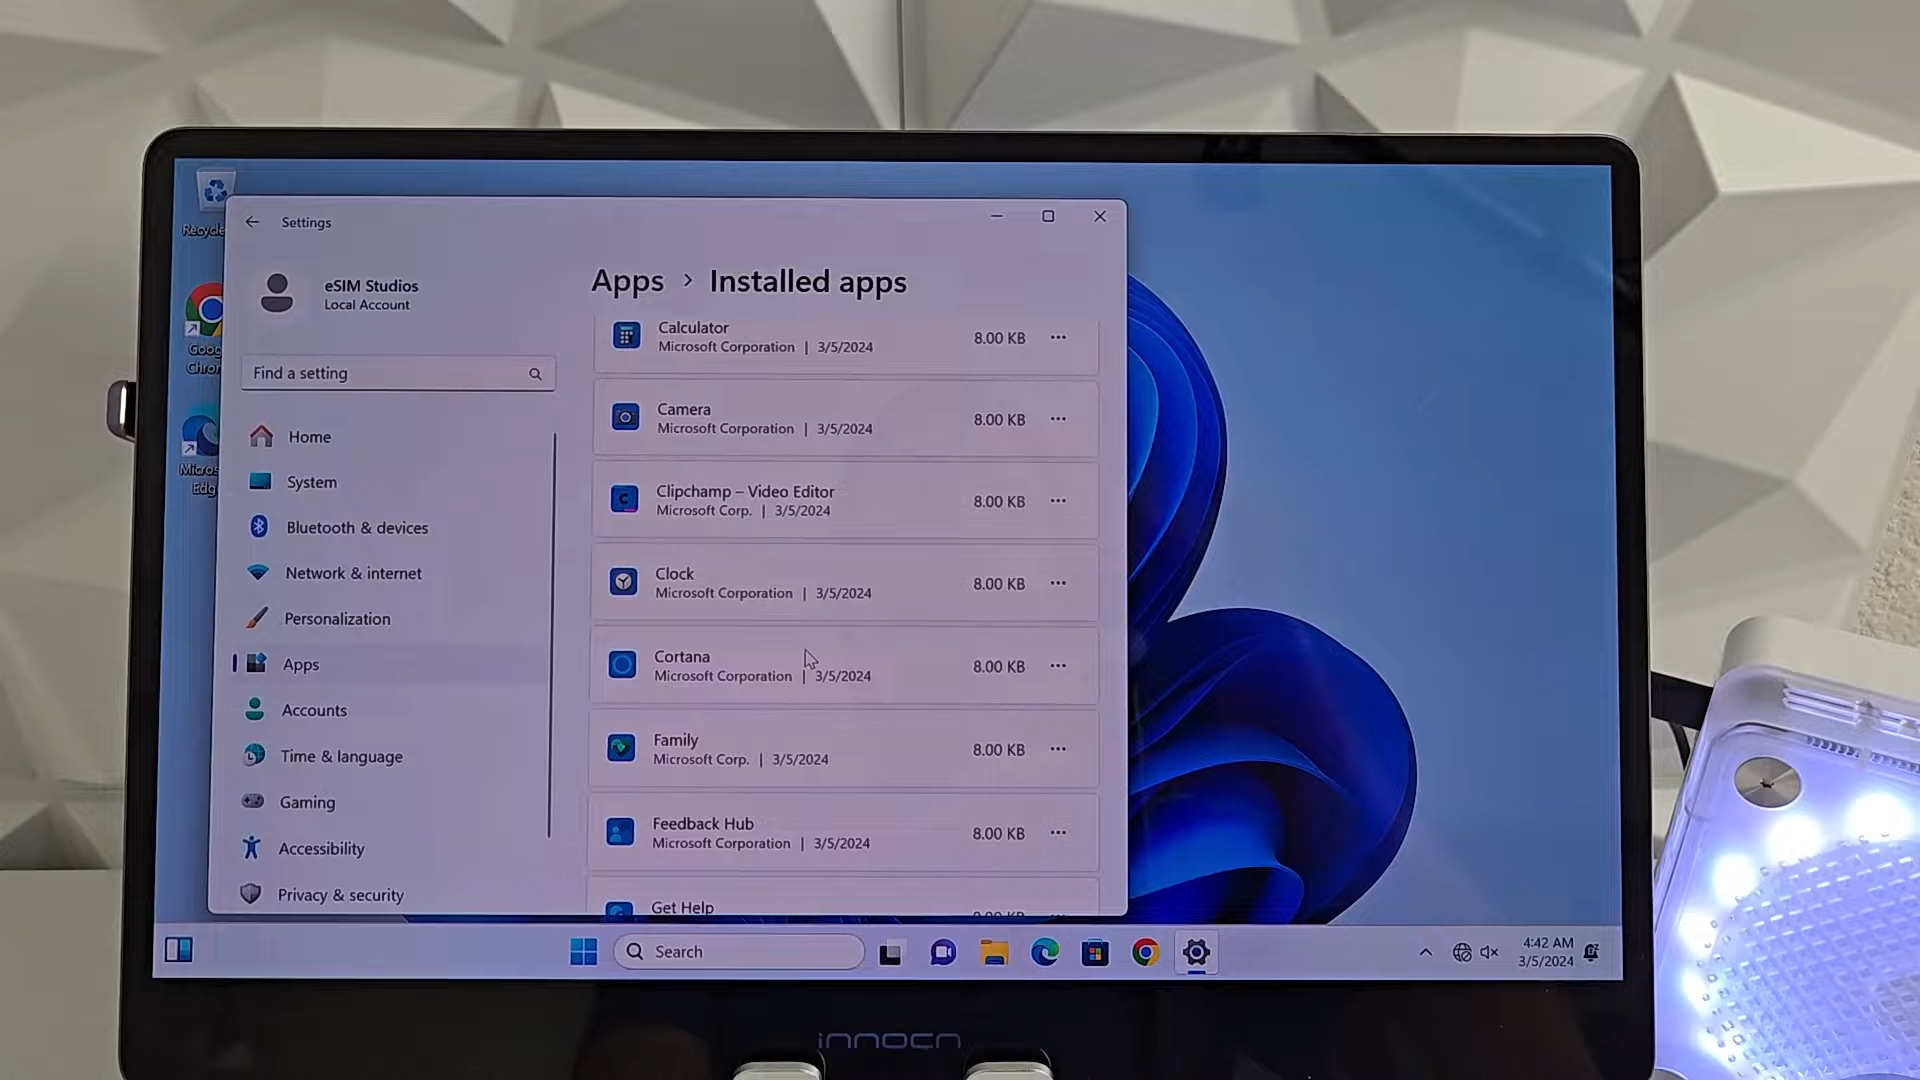 Recycle
Goog
Chron
Micros
Edg
Settings
eSIM Studios
Local Account
Find a setting
Home
System
Bluetooth & devices
Network & internet
Personalization
Apps
Accounts
Time & language
Gaming
Accessibility
Privacy & security
Apps > Installed apps
Calculator
Microsoft Corporation | 3/5/2024
8.00 KB
Camera
Microsoft Corporation | 3/5/2024
8.00 KB
Clipchamp – Video Editor
Microsoft Corp. | 3/5/2024
8.00 KB
Clock
Microsoft Corporation | 3/5/2024
8.00 KB
Cortana
Microsoft Corporation | 3/5/2024
8.00 KB
Family
Microsoft Corp. | 3/5/2024
8.00 KB
Feedback Hub
Microsoft Corporation | 3/5/2024
8.00 KB
Get Help
Search
4:42 AM
3/5/2024
innocn